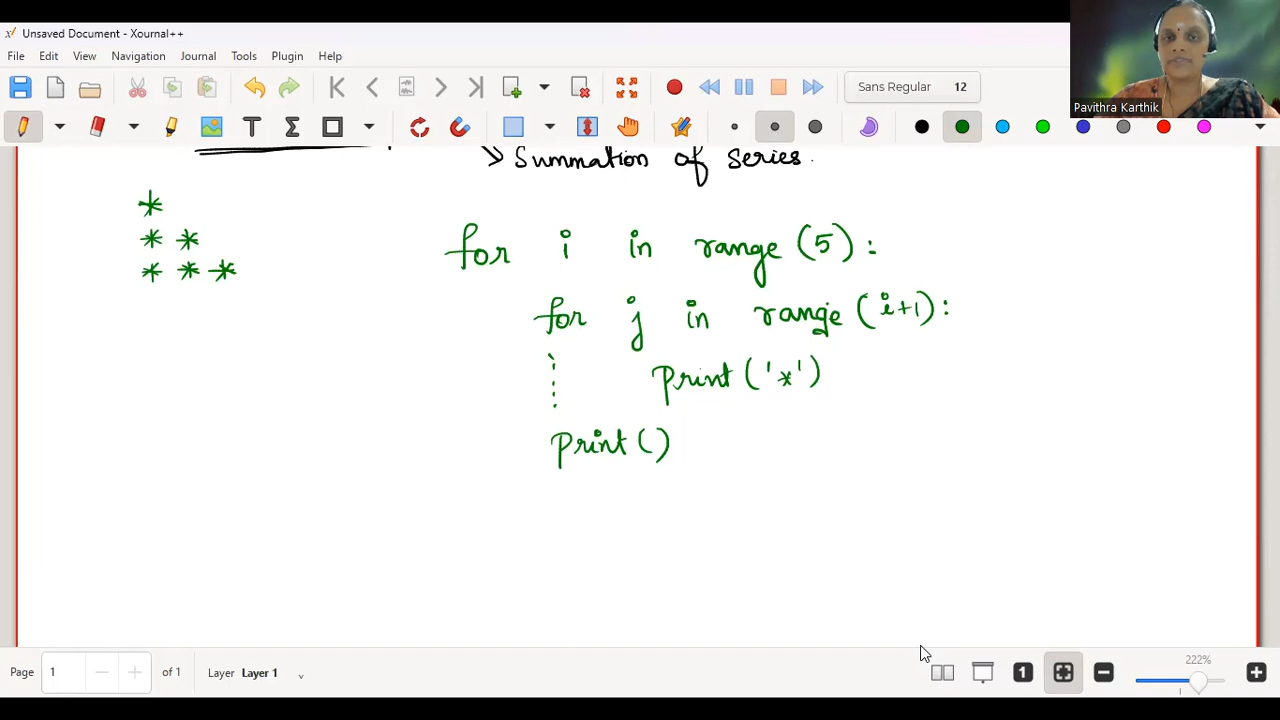 Unsaved Document - Xournal++
File Edit View Navigation Journal Tools Plugin Help
Sans Regular 12
Pavithra Karthik
Summation of series.
*
* *
* * *
for i in range (5) :
for j in range (i+1) :
print ('*')
print ()
Page 1 of 1 Layer Layer 1 1 222%